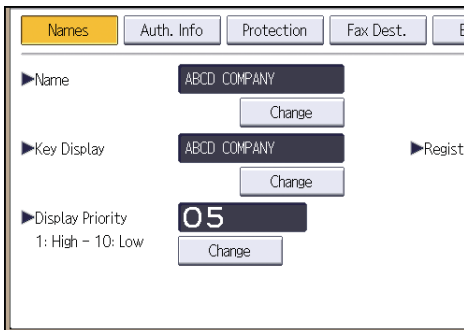 Names Auth. Info Protection Fax Dest. E
▶Name ABCD COMPANY
Change
▶Key Display ABCD COMPANY ▶Regist
Change
▶Display Priority 05
1: High - 10: Low Change